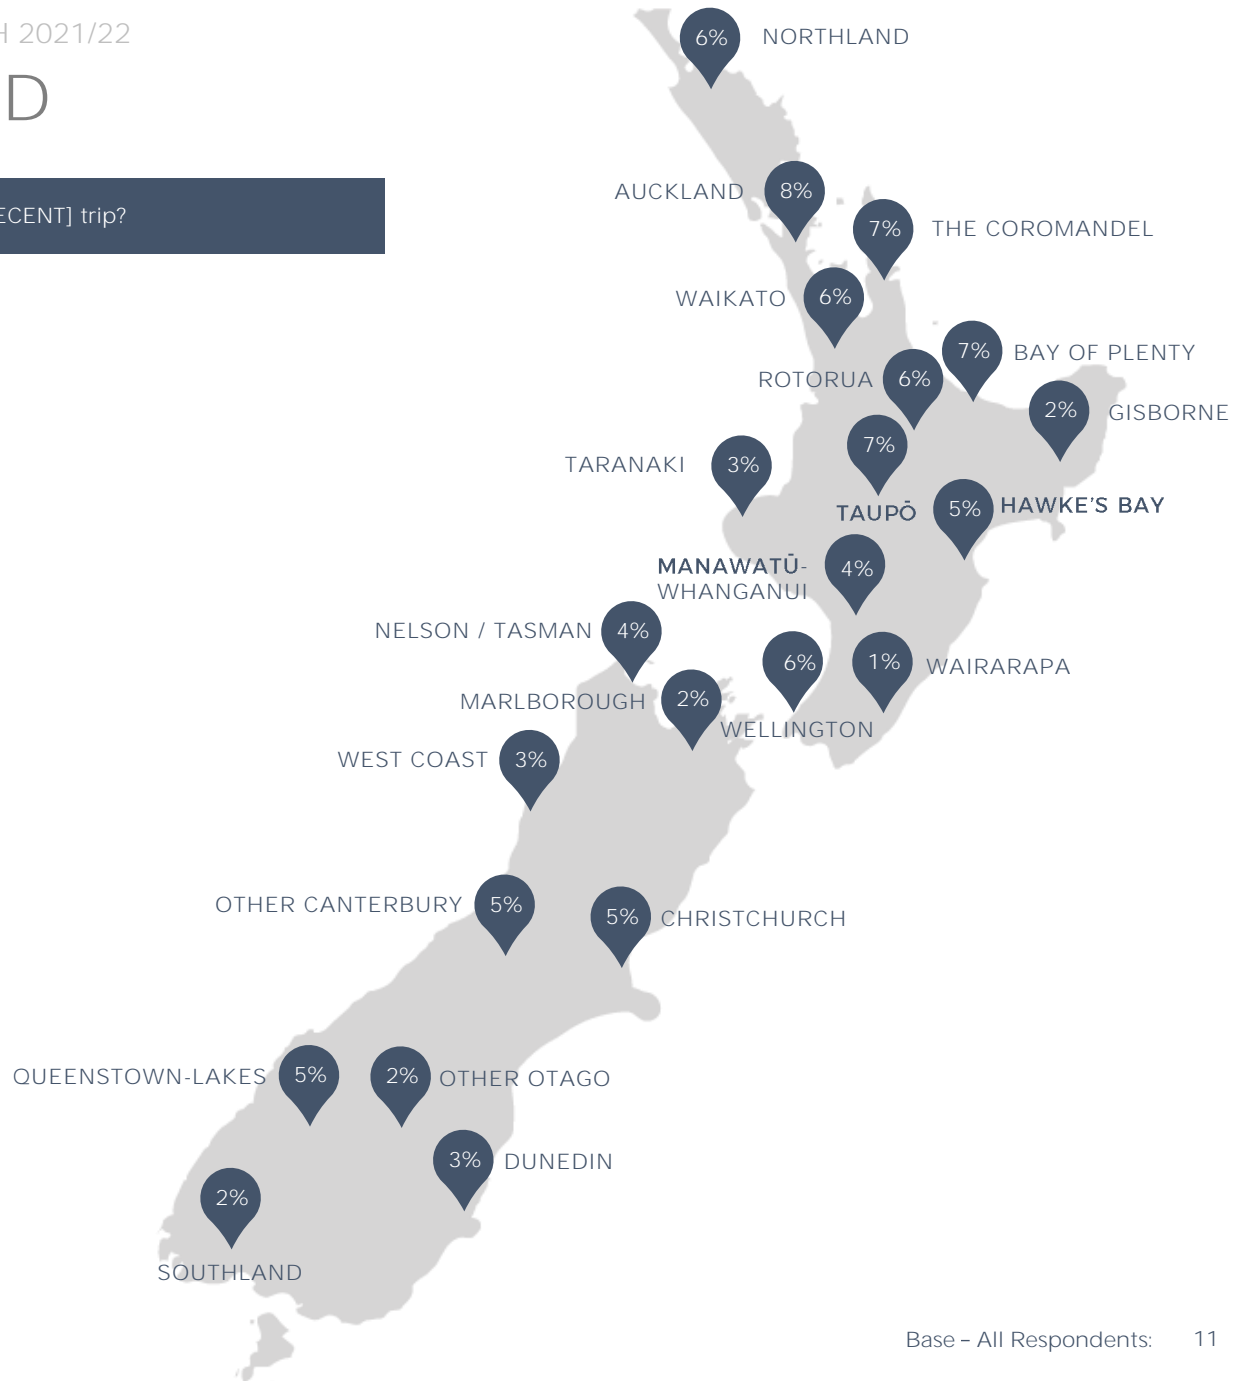 H 2021/22
D
ECENT] trip?
6% NORTHLAND
AUCKLAND 8%
7% THE COROMANDEL
WAIKATO 6%
7% BAY OF PLENTY
ROTORUA 6%
2% GISBORNE
7%
TAUPŌ
TARANAKI 3%
5% HAWKE'S BAY
MANAWATŪ-
WHANGANUI
4%
NELSON / TASMAN 4%
6%
WELLINGTON
1% WAIRARAPA
MARLBOROUGH 2%
WEST COAST 3%
OTHER CANTERBURY 5%
5% CHRISTCHURCH
QUEENSTOWN-LAKES 5%
2% OTHER OTAGO
3% DUNEDIN
2%
SOUTHLAND
Base – All Respondents: 11